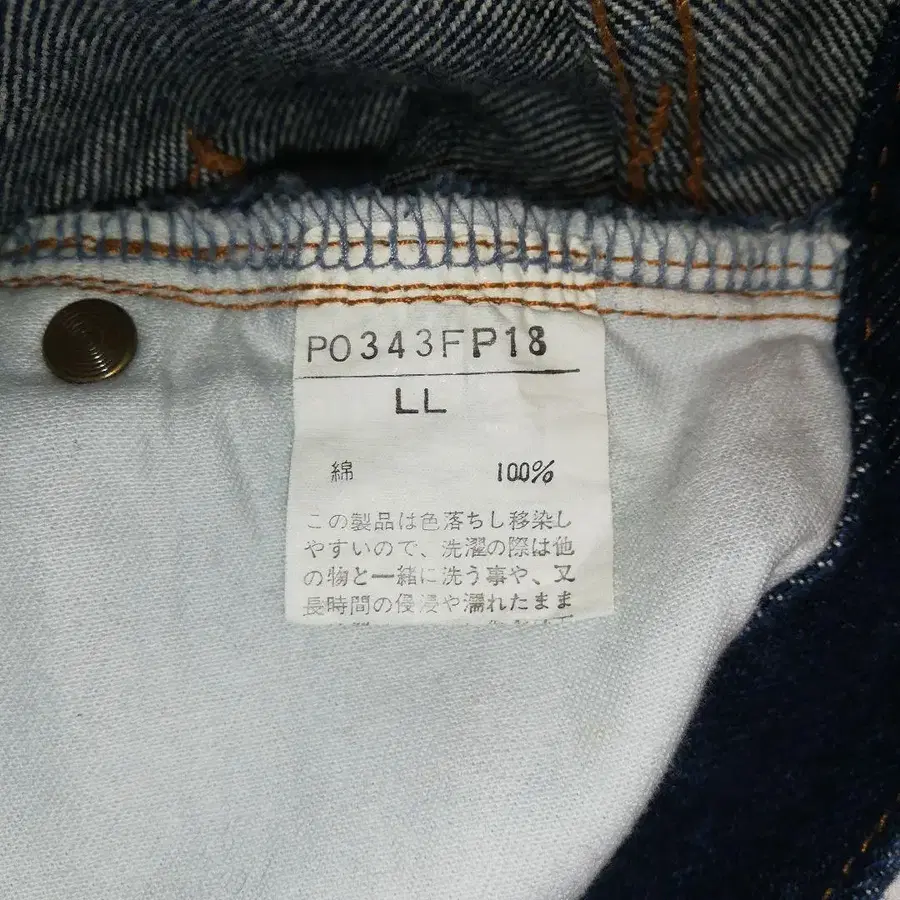 PO343FP18
LL
綿 100%
この製品は色落ちし移染し
やすいので、洗濯の際は他
の物と一緒に洗う事や、又
長時間の侵浸や濡れたまま